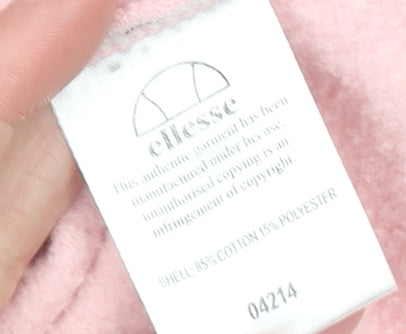 ellesse
This authentic garment has been
manufactured under license,
unauthorised copying is an
infringement of copyright.
SHELL: 85% COTTON 15% POLYESTER
04214